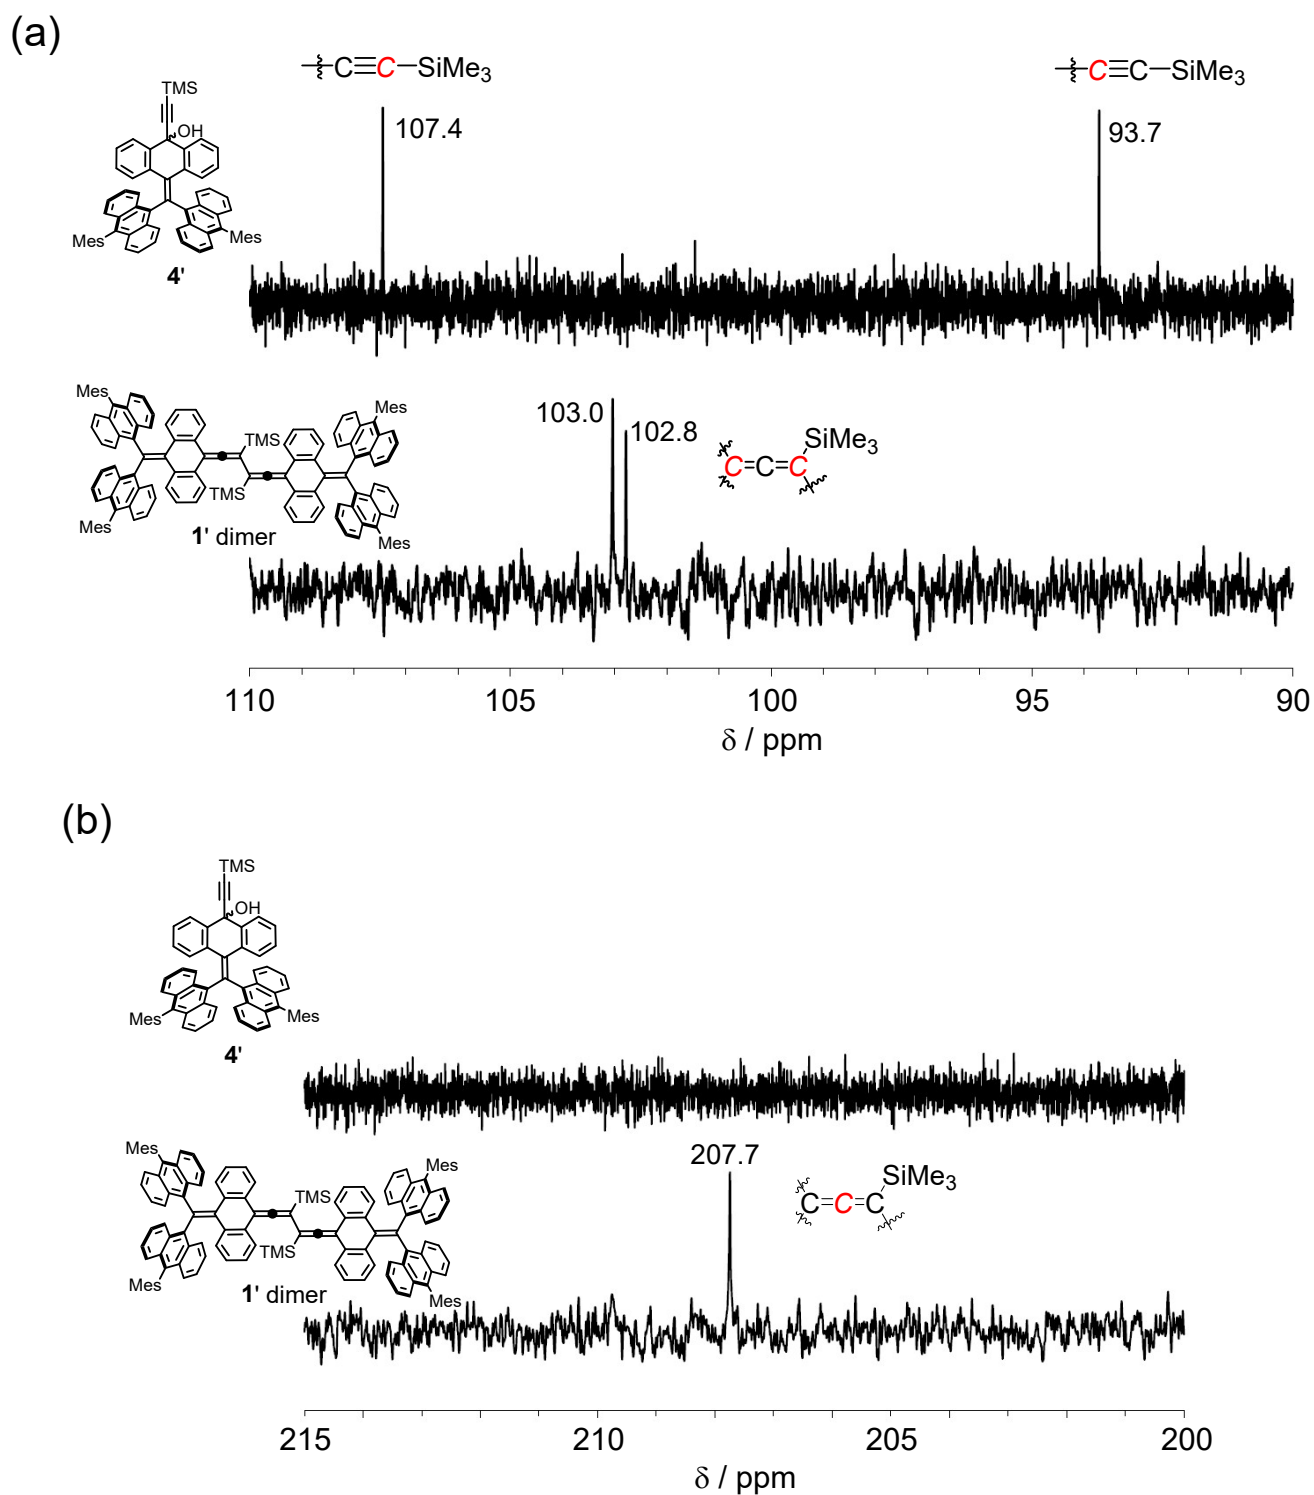 (a)
C≡C–SiMe3
C≡C–SiMe3
TMS
OH
107.4
93.7
Mes
Mes
4'
Mes
Mes
TMS
TMS
Mes
Mes
1' dimer
103.0
102.8
SiMe3
C=C=C
110
105
100
95
90
δ / ppm
(b)
TMS
OH
Mes
Mes
4'
Mes
Mes
TMS
TMS
Mes
Mes
1' dimer
207.7
SiMe3
C=C=C
215
210
205
200
δ / ppm